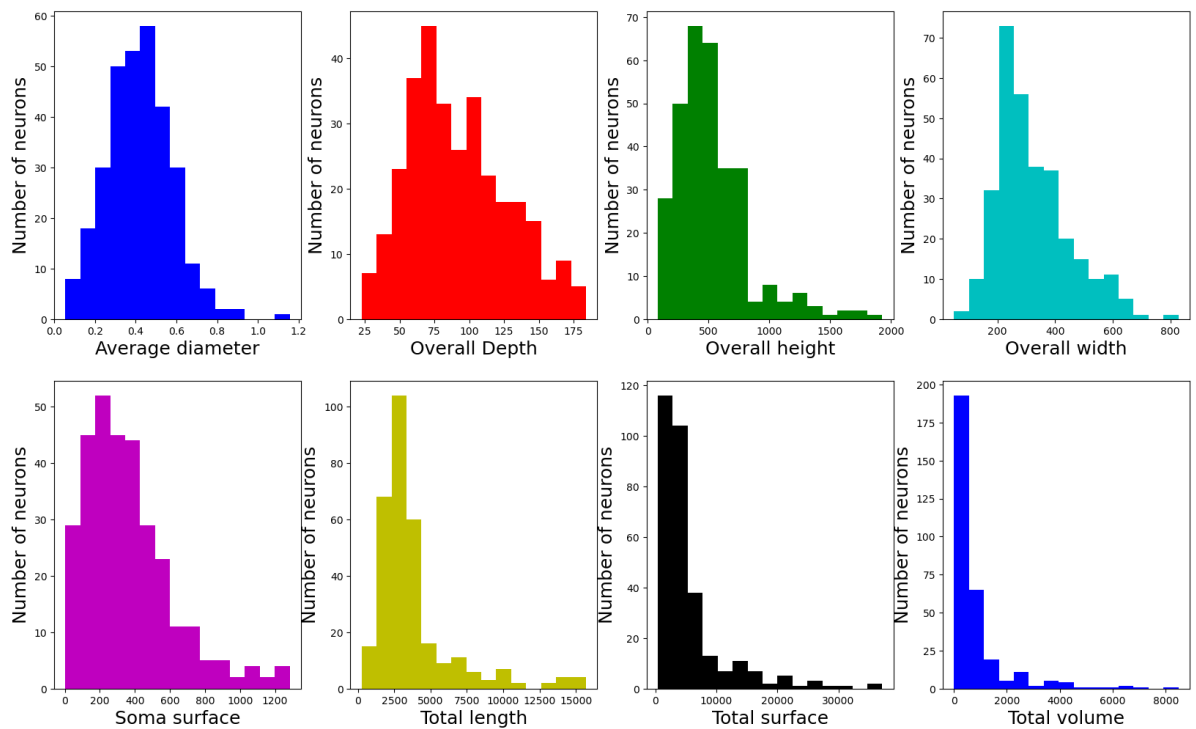 60
50
40
30
20
10
0
0.0 0.2 0.4 0.6 0.8 1.0 1.2
Number of neurons
Average diameter
40
30
20
10
0
25 50 75 100 125 150 175
Number of neurons
Overall Depth
70
60
50
40
30
20
10
0
0 500 1000 1500 2000
Number of neurons
Overall height
70
60
50
40
30
20
10
0
200 400 600 800
Number of neurons
Overall width
50
40
30
20
10
0
0 200 400 600 800 1000 1200
Number of neurons
Soma surface
100
80
60
40
20
0
2500 5000 7500 10000 12500 15000
Number of neurons
Total length
120
100
80
60
40
20
0
0 10000 20000 30000
Number of neurons
Total surface
200
175
150
125
100
75
50
25
0
0 2000 4000 6000 8000
Number of neurons
Total volume